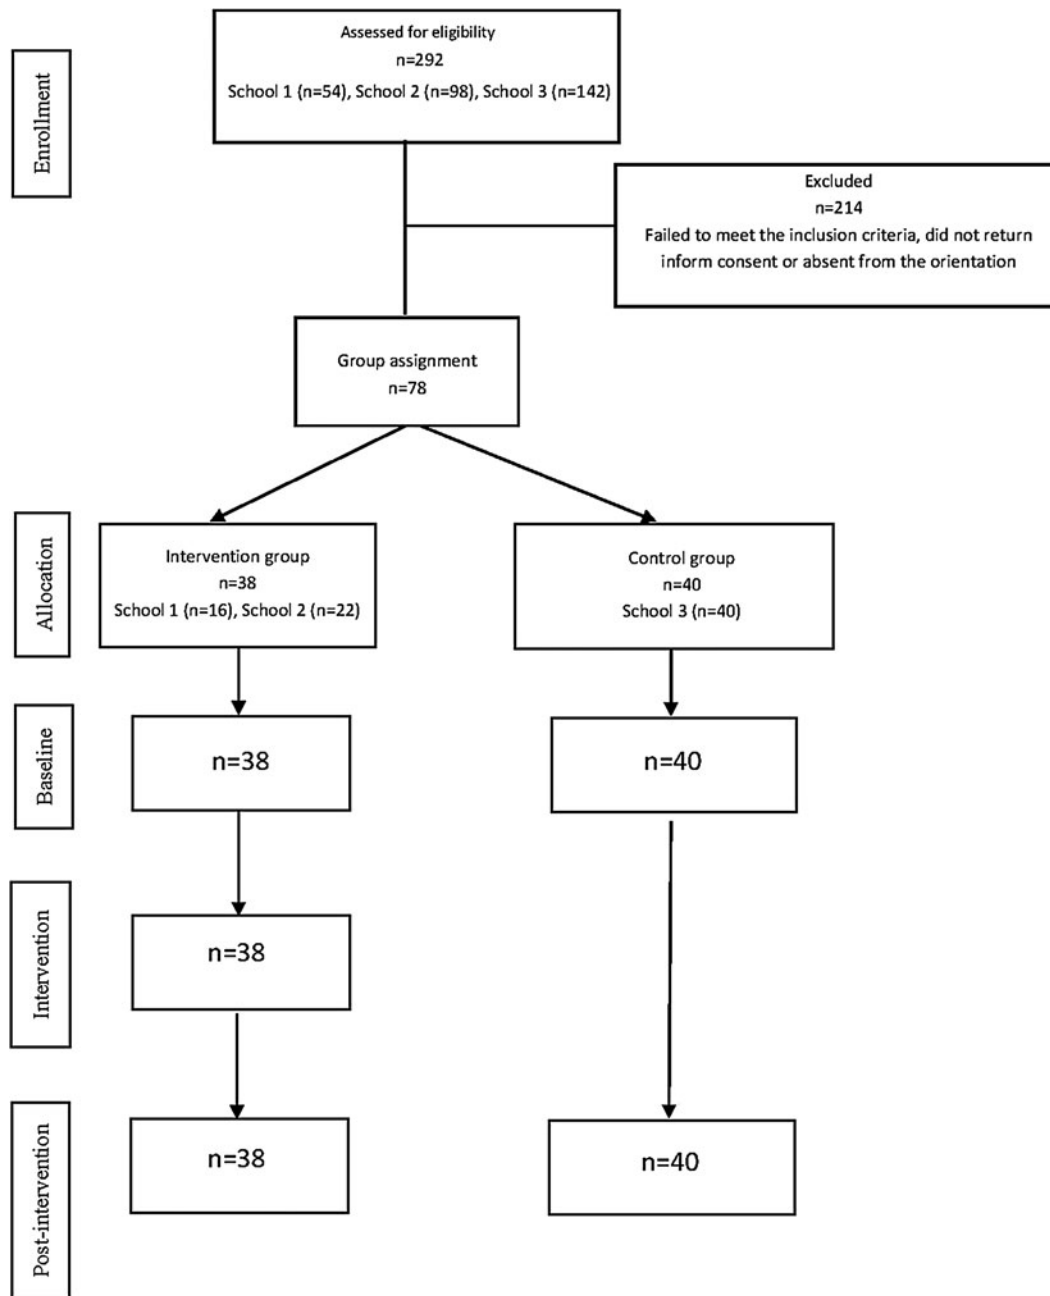 Enrollment
Assessed for eligibility
n=292
School 1 (n=54), School 2 (n=98), School 3 (n=142)
Excluded
n=214
Failed to meet the inclusion criteria, did not return
inform consent or absent from the orientation
Group assignment
n=78
Allocation
Intervention group
n=38
School 1 (n=16), School 2 (n=22)
Control group
n=40
School 3 (n=40)
Baseline
n=38
n=40
Intervention
n=38
Post-intervention
n=38
n=40